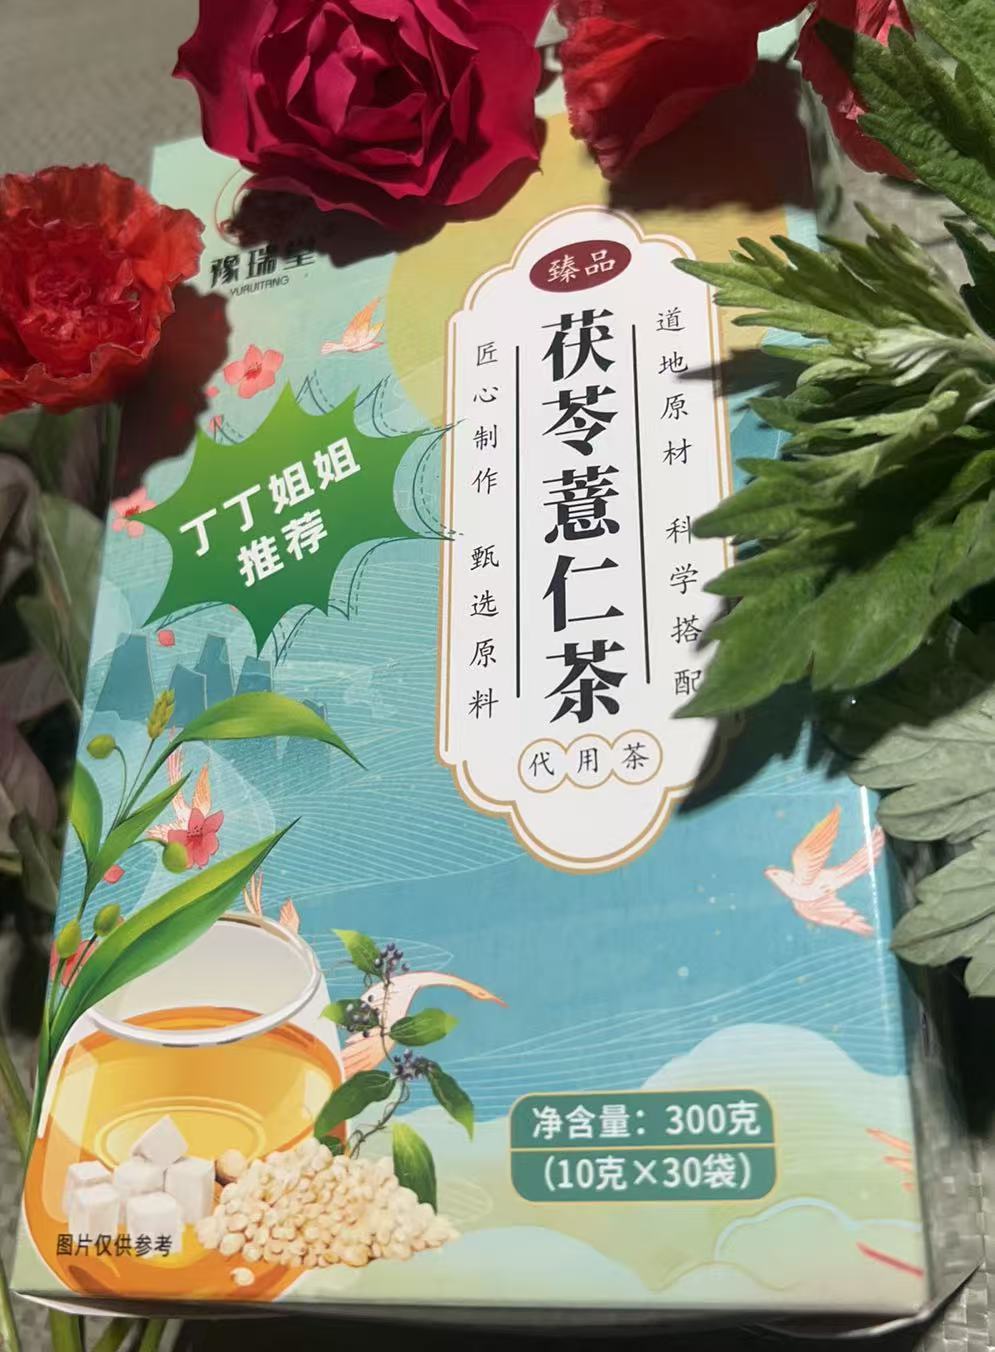 豫瑞堂
YURUITANG
臻品
道地原材 科学搭配
茯苓薏仁茶
匠心制作 甄选原料
代用茶
丁丁姐姐
推荐
净含量：300克
（10克×30袋）
图片仅供参考